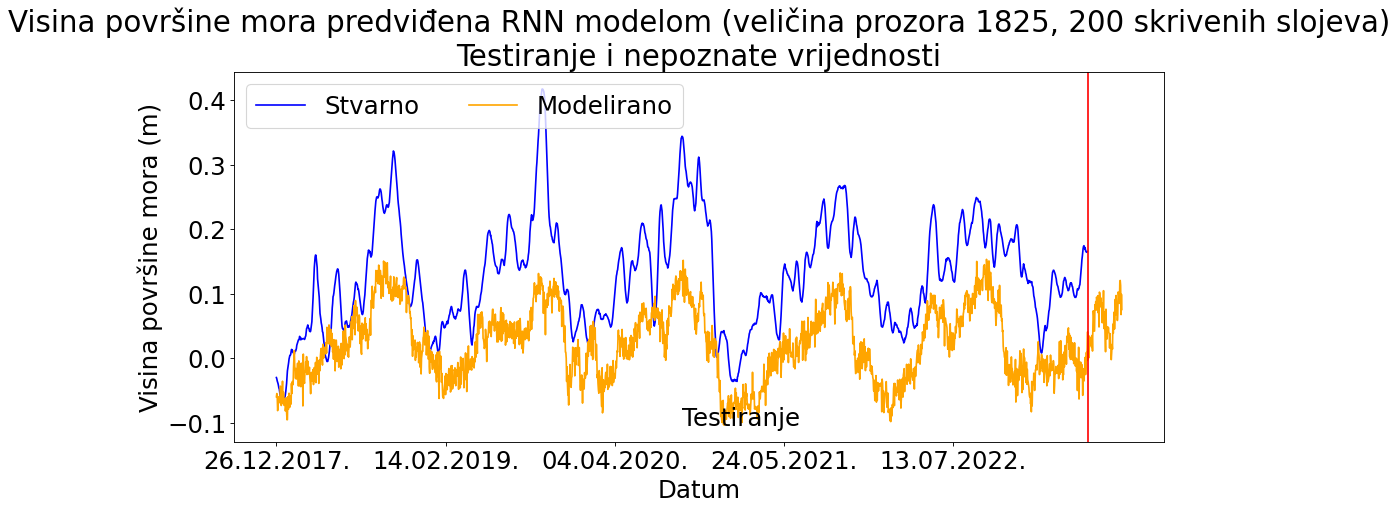 Visina površine mora predviđena RNN modelom (veličina prozora 1825, 200 skrivenih slojeva)
Testiranje i nepoznate vrijednosti
Stvarno
Modelirano
Visina površine mora (m)
0.4
0.3
0.2
0.1
0.0
−0.1
Testiranje
26.12.2017.
14.02.2019.
04.04.2020.
24.05.2021.
13.07.2022.
Datum